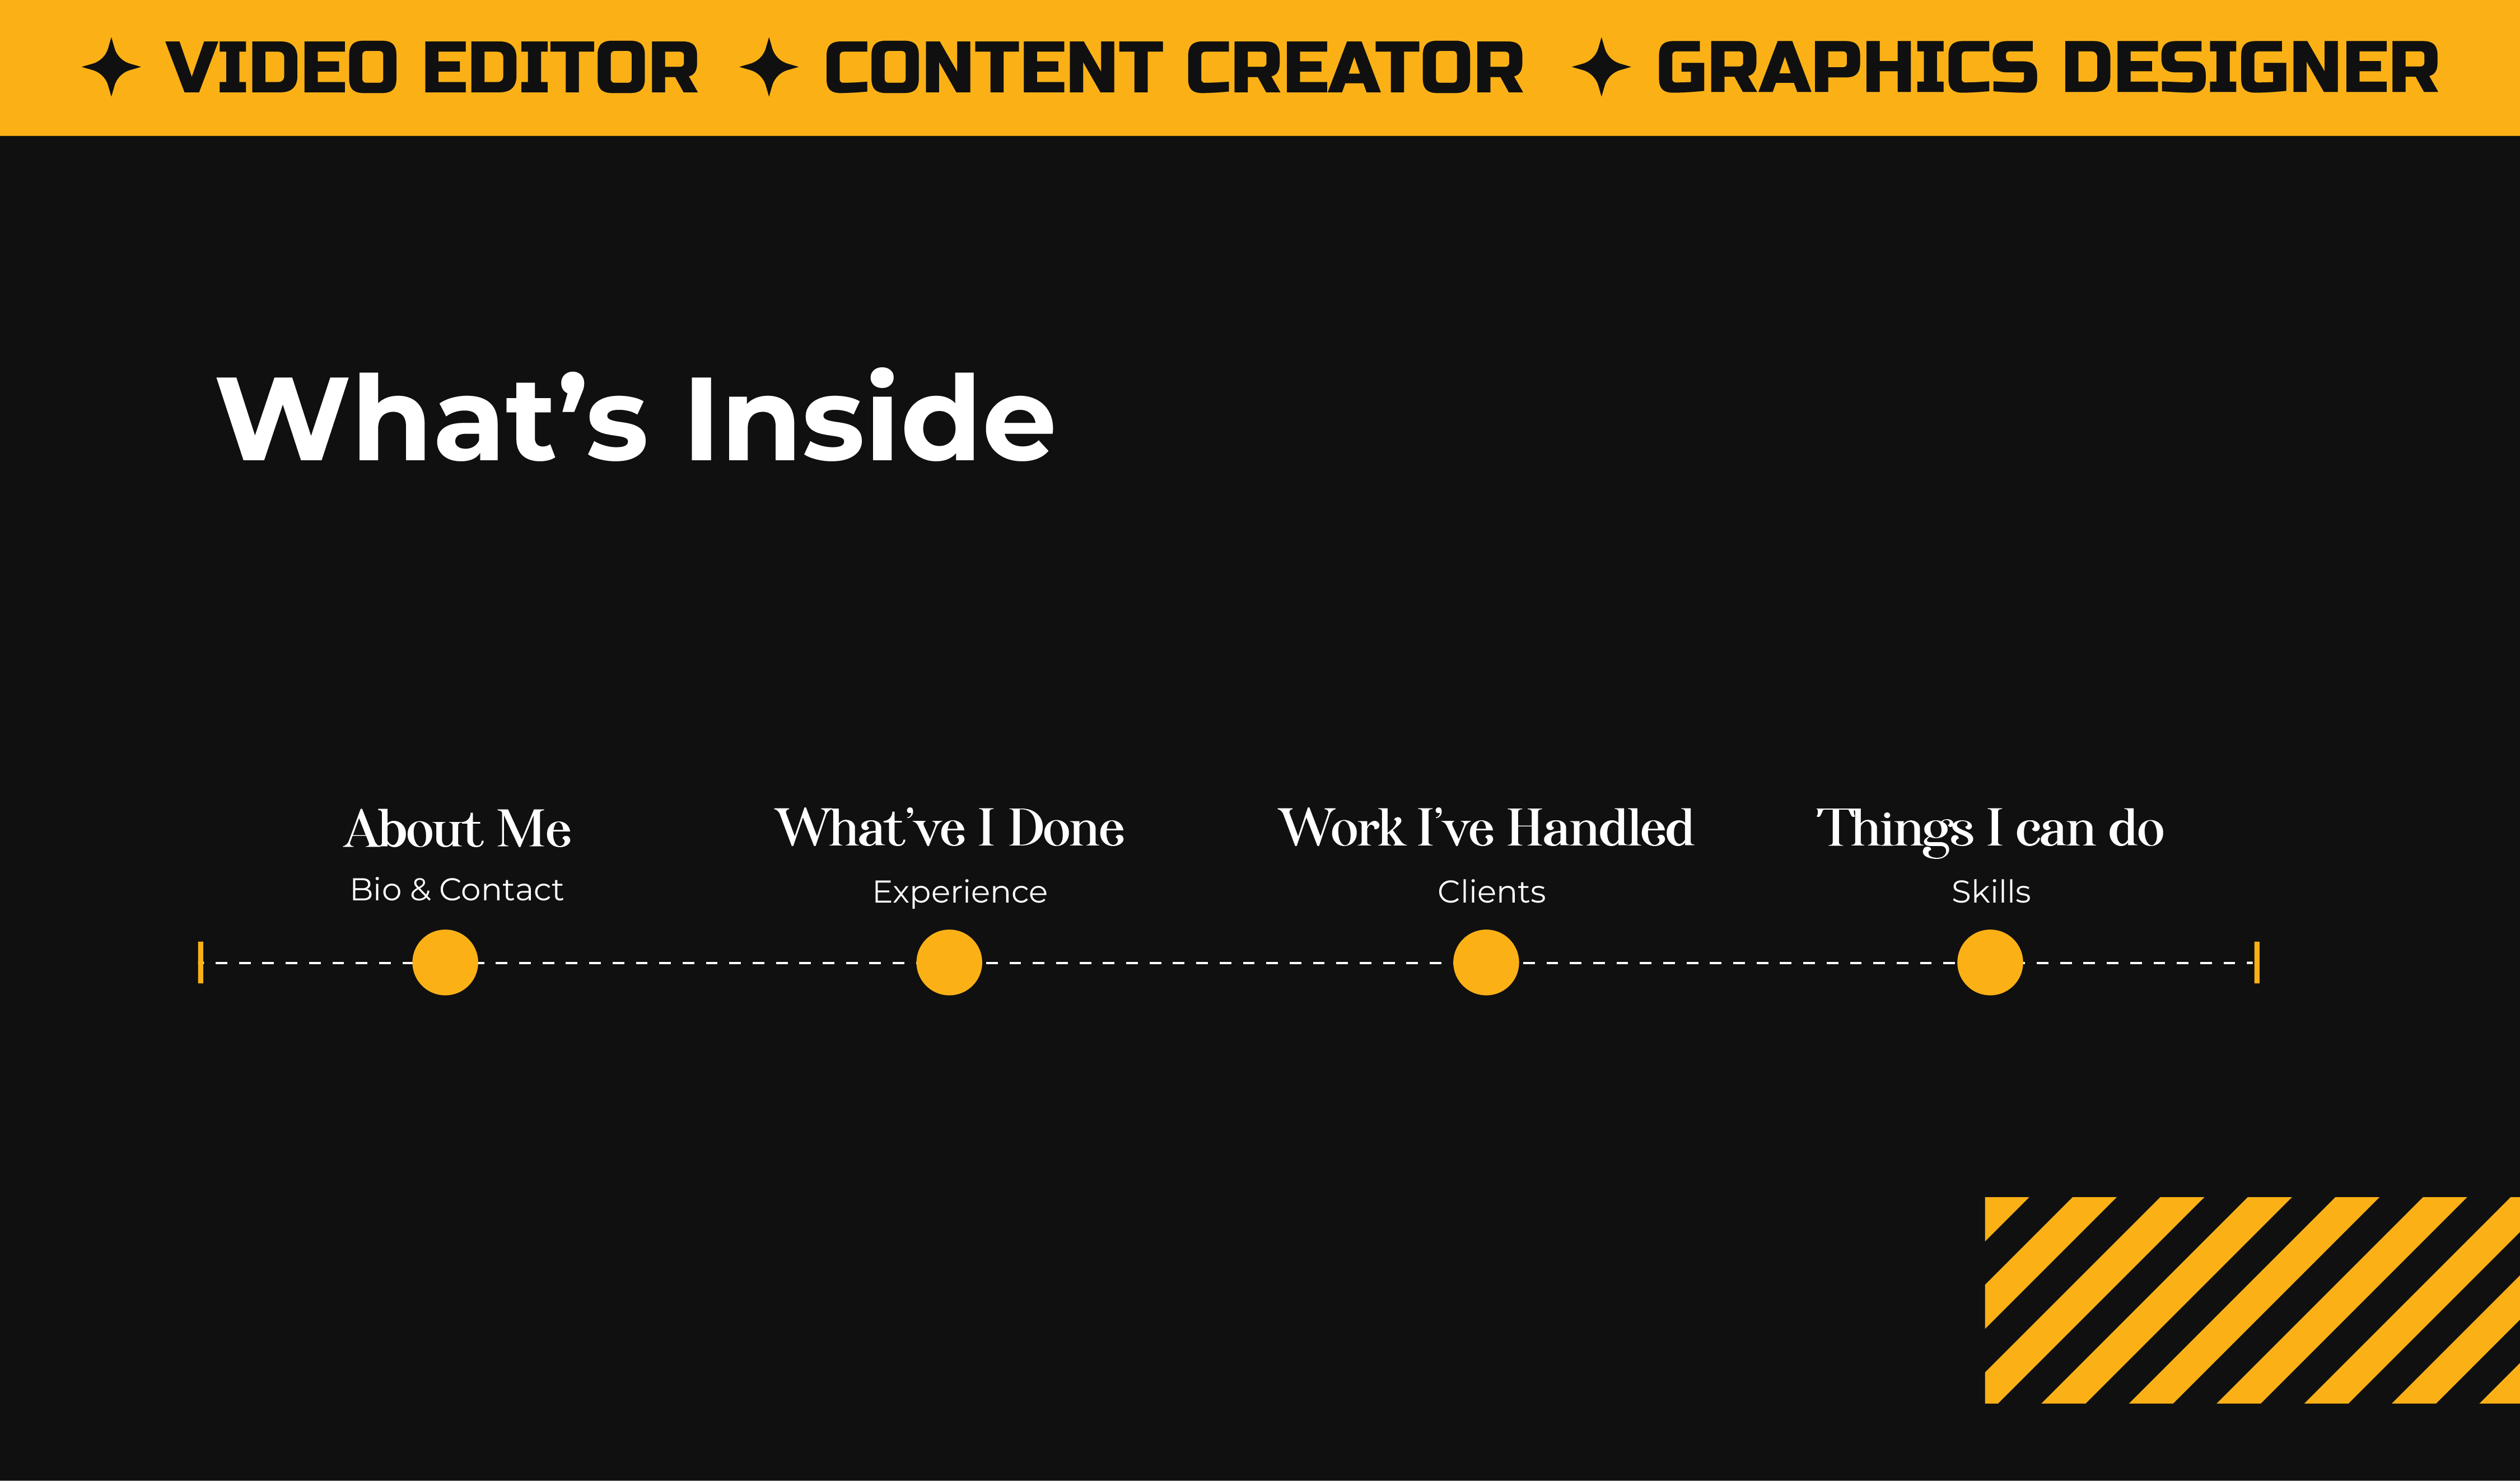 VIDEO EDITOR CONTENT CREATOR GRAPHICS DESIGNER
What’s Inside
About Me
Bio & Contact
What’ve I Done
Experience
Work I’ve Handled
Clients
Things I can do
Skills